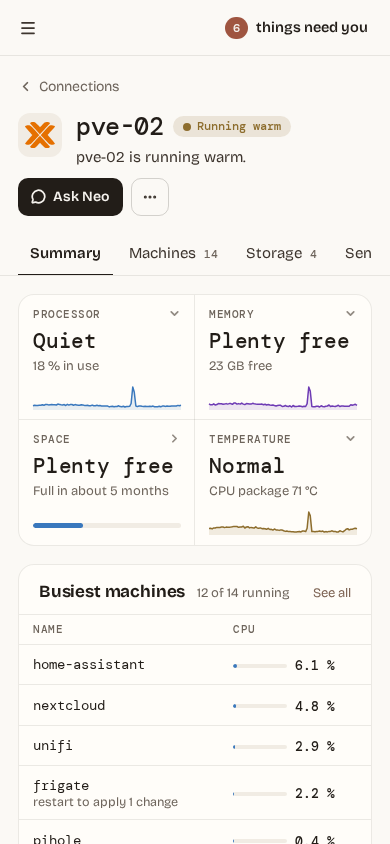 6 things need you
Connections
pve-02 Running warm
pve-02 is running warm.
Ask Neo
Summary Machines 14 Storage 4 Sen
PROCESSOR
Quiet
18 % in use
MEMORY
Plenty free
23 GB free
SPACE
Plenty free
Full in about 5 months
TEMPERATURE
Normal
CPU package 71 °C
Busiest machines 12 of 14 running See all
NAME CPU
home-assistant 6.1 %
nextcloud 4.8 %
unifi 2.9 %
frigate 2.2 %
restart to apply 1 change
pihole 0.4 %